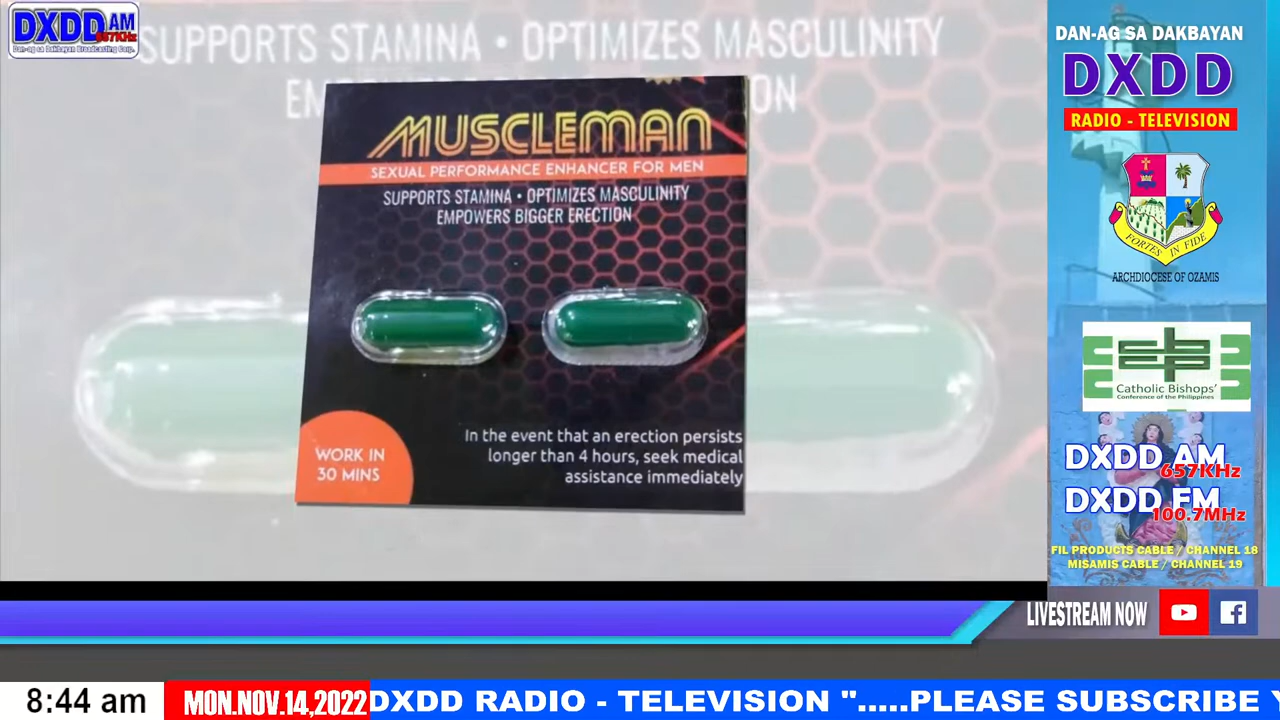 DXDD AM
657KHz
Dan-ag sa Dakbayan Broadcasting Corp.
SUPPORTS STAMINA • OPTIMIZES MASCULINITY
MUSCLEMAN
SEXUAL PERFORMANCE ENHANCER FOR MEN
SUPPORTS STAMINA • OPTIMIZES MASCULINITY
EMPOWERS BIGGER ERECTION
WORK IN
30 MINS
In the event that an erection persists
longer than 4 hours, seek medical
assistance immediately
DAN-AG SA DAKBAYAN
DXDD
RADIO - TELEVISION
FORTES IN FIDE
ARCHDIOCESE OF OZAMIS
cbcp
Catholic Bishops'
Conference of the Philippines
DXDD AM
657KHz
DXDD FM
100.7MHz
FIL PRODUCTS CABLE / CHANNEL 18
MISAMIS CABLE / CHANNEL 19
LIVESTREAM NOW
8:44 am
MON.NOV.14,2022
DXDD RADIO - TELEVISION ".....PLEASE SUBSCRIBE Y